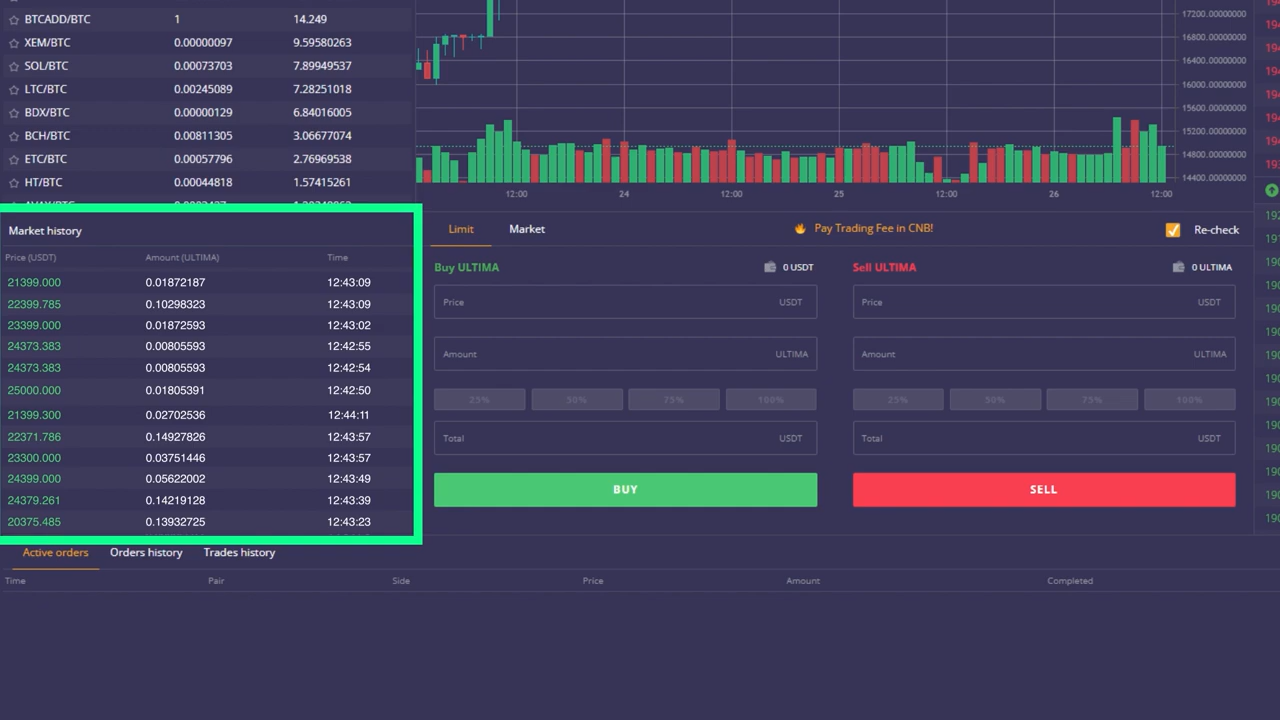 BTCADD/BTC 1 14.249
XEM/BTC 0.00000097 9.59580263
SOL/BTC 0.00073703 7.89949537
LTC/BTC 0.00245089 7.28251018
BDX/BTC 0.00000129 6.84016005
BCH/BTC 0.00811305 3.06677074
ETC/BTC 0.00057796 2.76969538
HT/BTC 0.00044818 1.57415261
17200.00000000
16800.00000000
16400.00000000
16000.00000000
15600.00000000
15200.00000000
14800.00000000
14400.00000000
12:00 24 12:00 25 12:00 26 12:00
Market history
Price (USDT) Amount (ULTIMA) Time
21399.000 0.01872187 12:43:09
22399.785 0.10298323 12:43:09
23399.000 0.01872593 12:43:02
24373.383 0.00805593 12:42:55
24373.383 0.00805593 12:42:54
25000.000 0.01805391 12:42:50
21399.300 0.02702536 12:44:11
22371.786 0.14927826 12:43:57
23300.000 0.03751446 12:43:57
24399.000 0.05622002 12:43:49
24379.261 0.14219128 12:43:39
20375.485 0.13932725 12:43:23
Limit Market Pay Trading Fee in CNB! Re-check
Buy ULTIMA 0 USDT
Price USDT
Amount ULTIMA
25% 50% 75% 100%
Total USDT
BUY
Sell ULTIMA 0 ULTIMA
Price USDT
Amount ULTIMA
25% 50% 75% 100%
Total USDT
SELL
Active orders Orders history Trades history
Time Pair Side Price Amount Completed